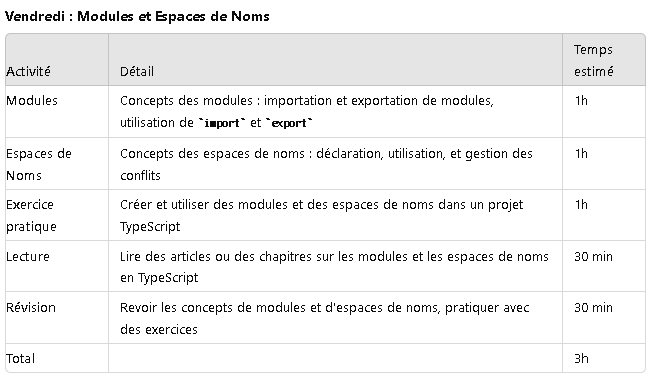 Vendredi : Modules et Espaces de Noms
Activité Détail Temps estimé
Modules Concepts des modules : importation et exportation de modules,
utilisation de `import` et `export` 1h
Espaces de Noms Concepts des espaces de noms : déclaration, utilisation, et gestion des
conflits 1h
Exercice pratique Créer et utiliser des modules et des espaces de noms dans un projet
TypeScript 1h
Lecture Lire des articles ou des chapitres sur les modules et les espaces de noms
en TypeScript 30 min
Révision Revoir les concepts de modules et d'espaces de noms, pratiquer avec
des exercices 30 min
Total 3h